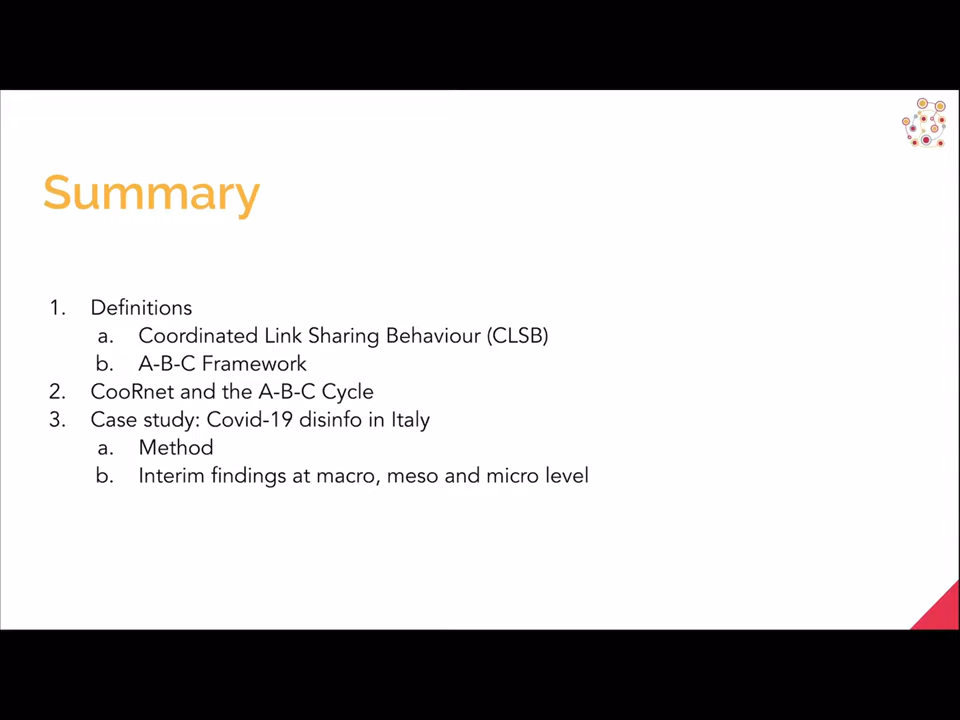 Summary
1. Definitions
a. Coordinated Link Sharing Behaviour (CLSB)
b. A-B-C Framework
2. CooRnet and the A-B-C Cycle
3. Case study: Covid-19 disinfo in Italy
a. Method
b. Interim findings at macro, meso and micro level